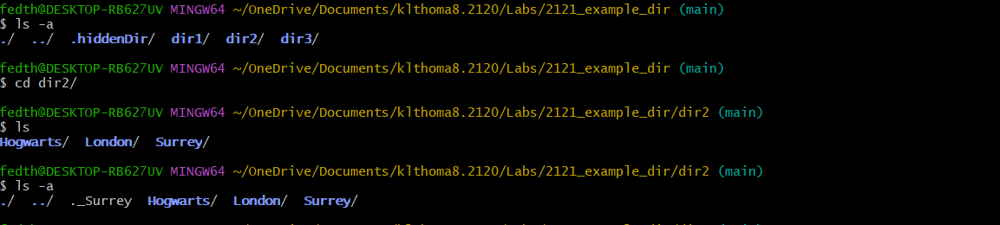 fedth@DESKTOP-RB627UV MINGW64 ~/OneDrive/Documents/klthoma8.2120/Labs/2121_example_dir (main)
$ ls -a
./  ../  .hiddenDir/  dir1/  dir2/  dir3/
fedth@DESKTOP-RB627UV MINGW64 ~/OneDrive/Documents/klthoma8.2120/Labs/2121_example_dir (main)
$ cd dir2/
fedth@DESKTOP-RB627UV MINGW64 ~/OneDrive/Documents/klthoma8.2120/Labs/2121_example_dir/dir2 (main)
$ ls
Hogwarts/  London/  Surrey/
fedth@DESKTOP-RB627UV MINGW64 ~/OneDrive/Documents/klthoma8.2120/Labs/2121_example_dir/dir2 (main)
$ ls -a
./  ../  ._Surrey  Hogwarts/  London/  Surrey/